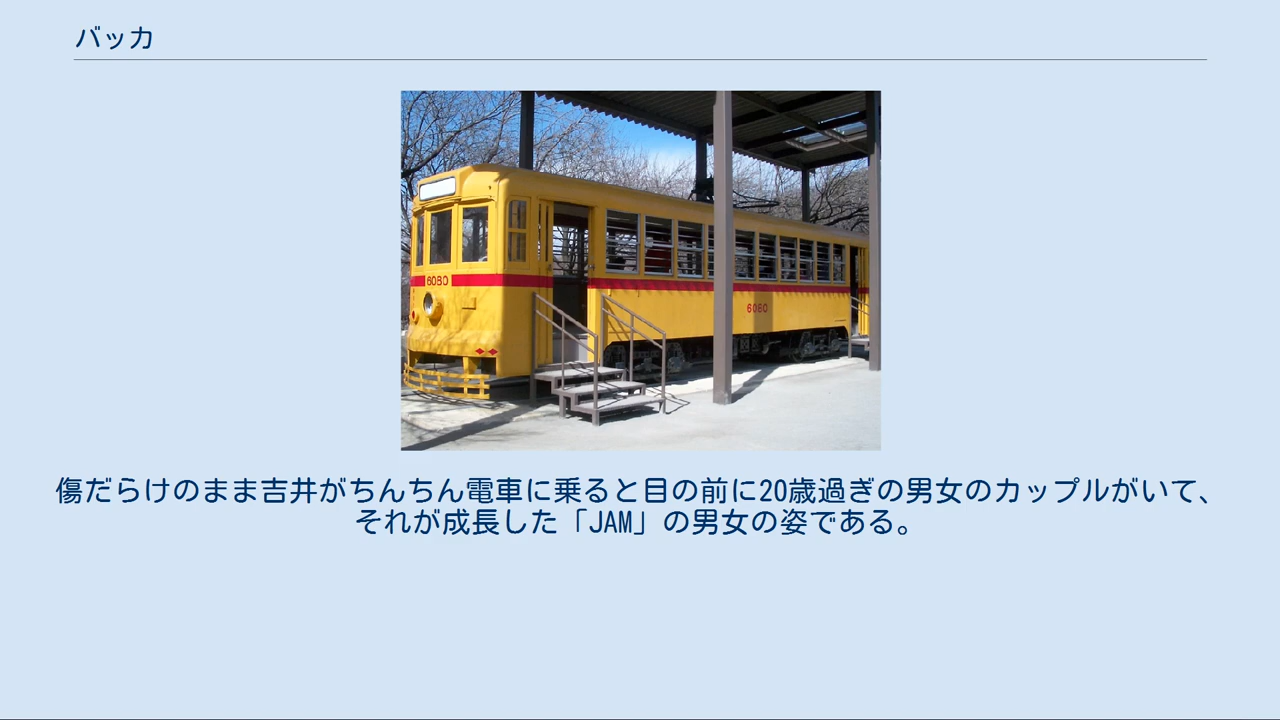 バッカ
6080
6080
傷だらけのまま吉井がちんちん電車に乗ると目の前に20歳過ぎの男女のカップルがいて、
それが成長した「JAM」の男女の姿である。